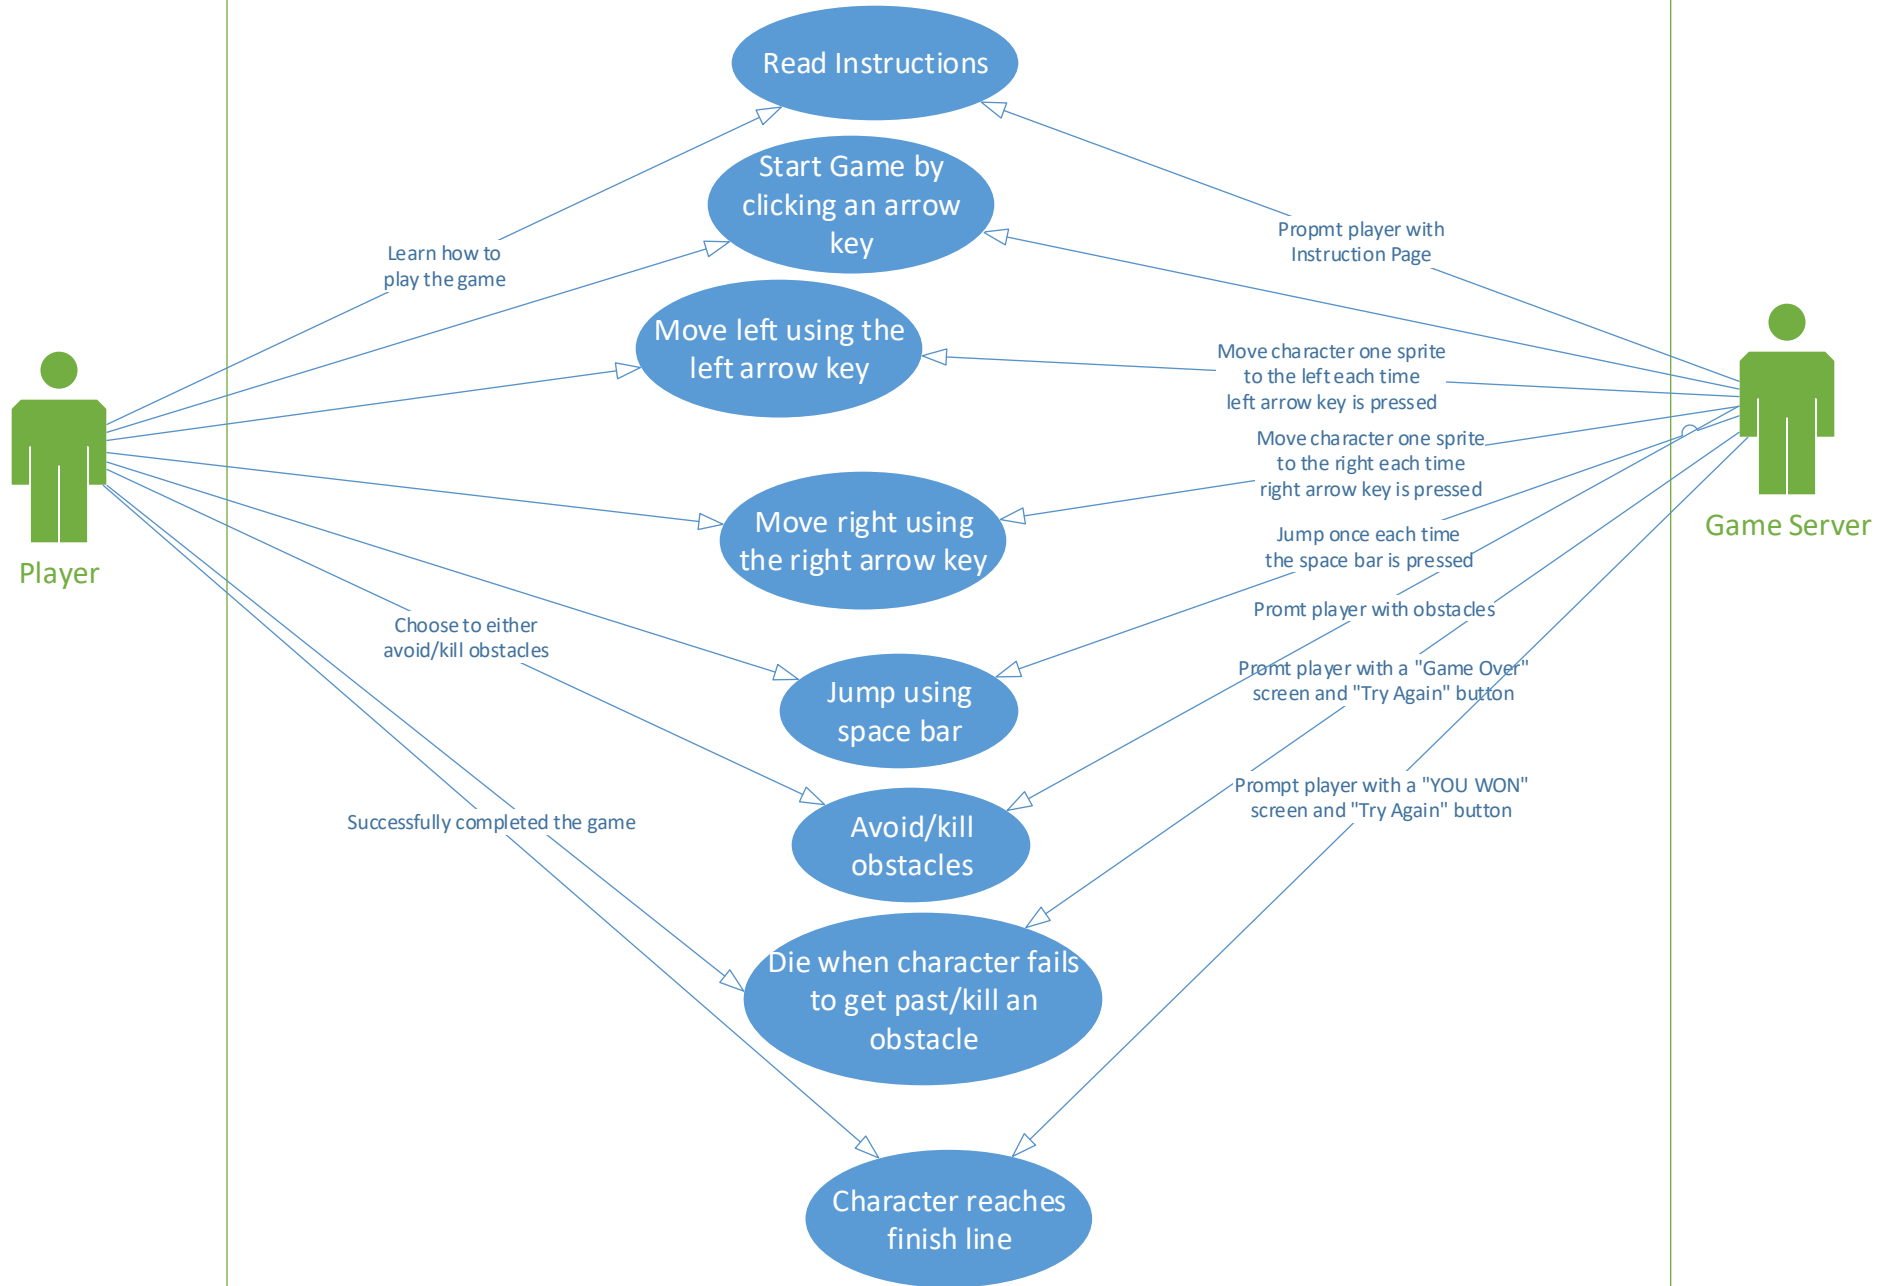 Read Instructions
Start Game by
clicking an arrow
key
Propmt player with
Instruction Page
Learn how to
play the game
Move left using the
left arrow key
Move character one sprite
to the left each time
left arrow key is pressed
Move character one sprite
to the right each time
right arrow key is pressed
Move right using
the right arrow key
Game Server
Player
Jump once each time
the space bar is pressed
Promt player with obstacles
Choose to either
avoid/kill obstacles
Promt player with a "Game Over"
screen and "Try Again" button
Jump using
space bar
Prompt player with a "YOU WON"
screen and "Try Again" button
Successfully completed the game
Avoid/kill
obstacles
Die when character fails
to get past/kill an
obstacle
Character reaches
finish line